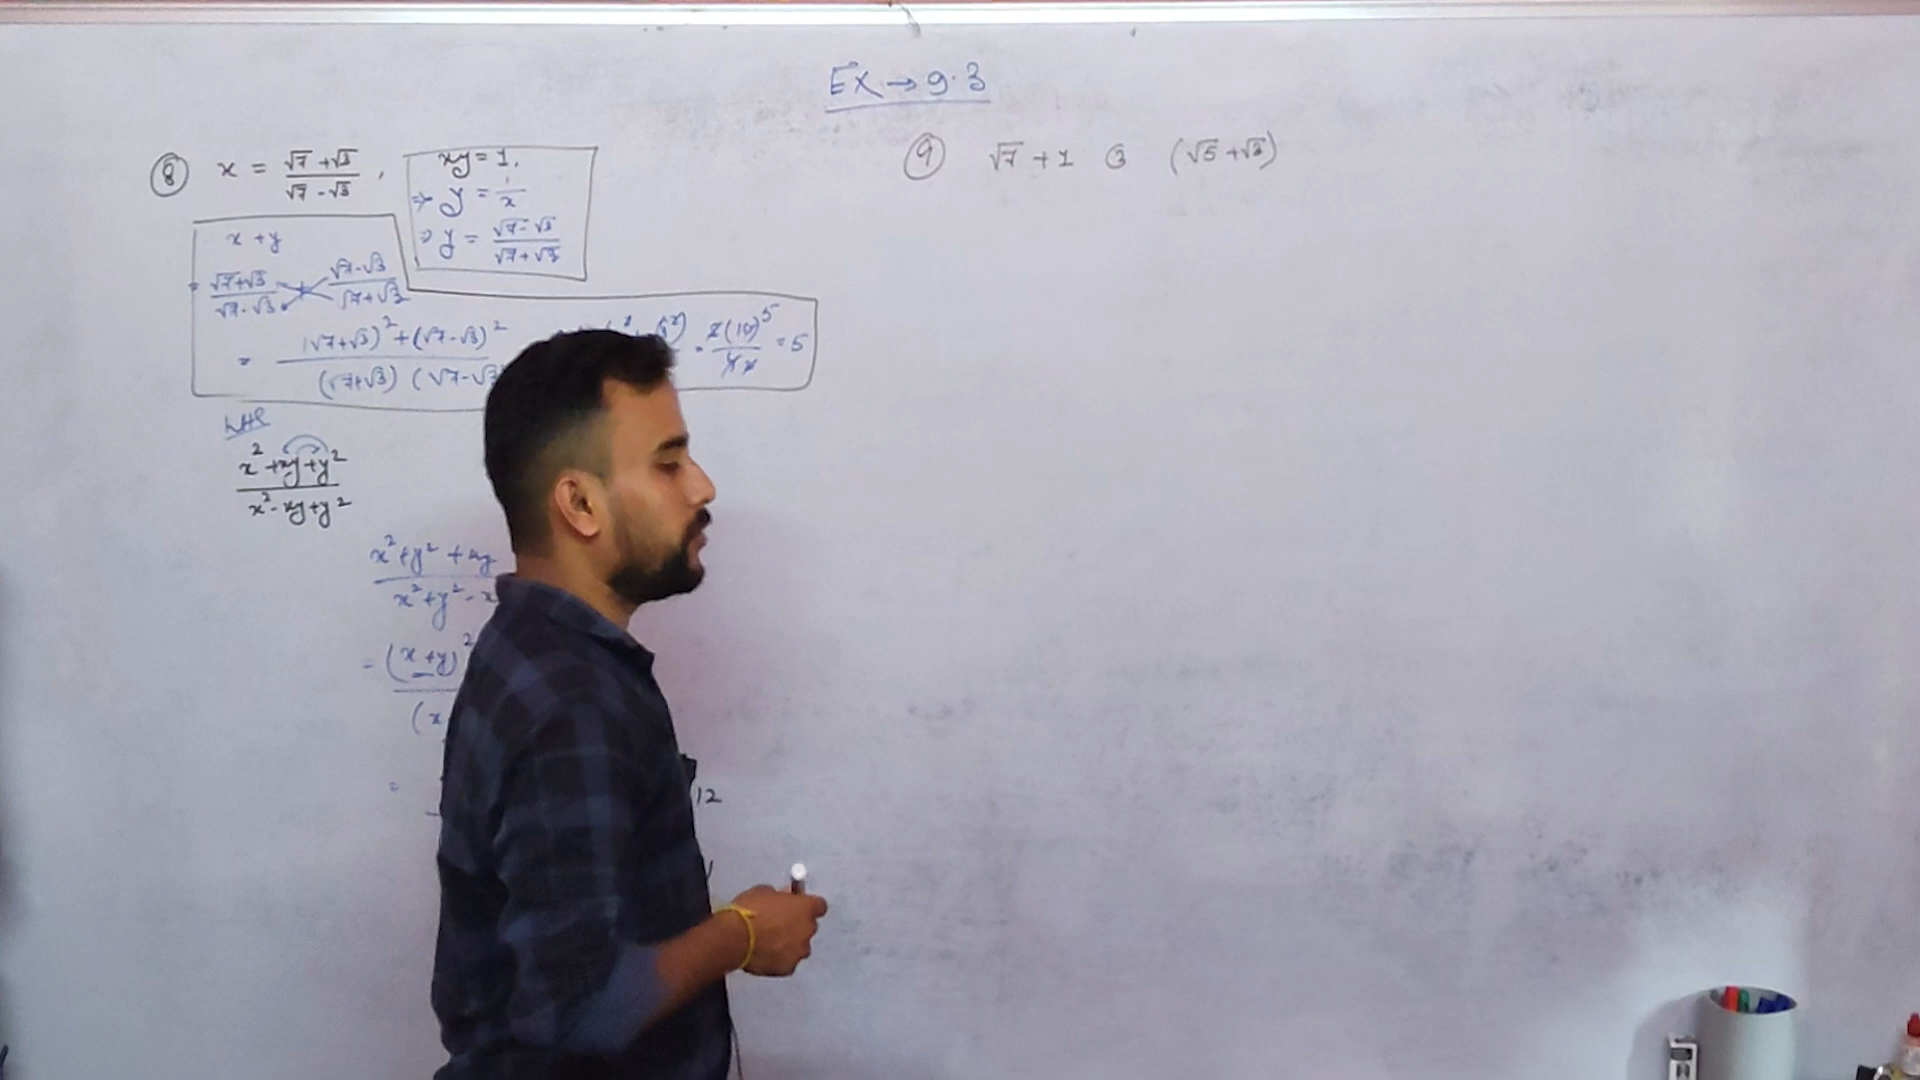 EX → 9.3
⑧ x = (√7 + √3)/(√7 - √3) ,
xy = 1,
⇒ y = 1/x
⇒ y = (√7 - √3)/(√7 + √3)
x + y
= (√7+√3)/(√7-√3) + (√7-√3)/(√7+√3)
= ((√7+√3)² + (√7-√3)²)/((√7+√3) (√7-√3
2(10) 5 = 5
LHS
(x² + xy + y²)/(x² - xy + y²)
(x² + y² + xy)/(x² + y² - x
= (x + y)²
(x
=
12
⑨ √7 + 1 (√5 + √3)